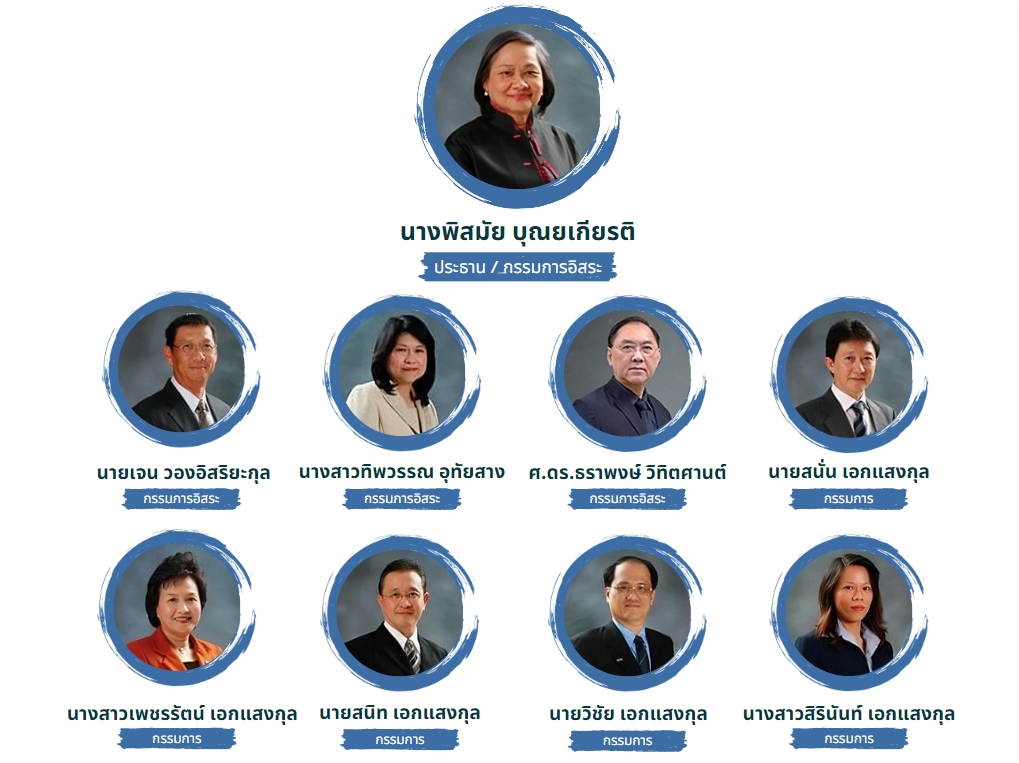 นางพิสมัย บุณยเกียรติ
ประธาน / กรรมการอิสระ
นายเจน วองอิสริยะกุล
กรรมการอิสระ
นางสาวทิพวรรณ อุทัยสาง
กรรมการอิสระ
ศ.ดร.ธราพงษ์ วิทิตศานต์
กรรมการอิสระ
นายสนั่น เอกแสงกุล
กรรมการ
นางสาวเพชรรัตน์ เอกแสงกุล
กรรมการ
นายสนิท เอกแสงกุล
กรรมการ
นายวิชัย เอกแสงกุล
กรรมการ
นางสาวสิรินันท์ เอกแสงกุล
กรรมการ